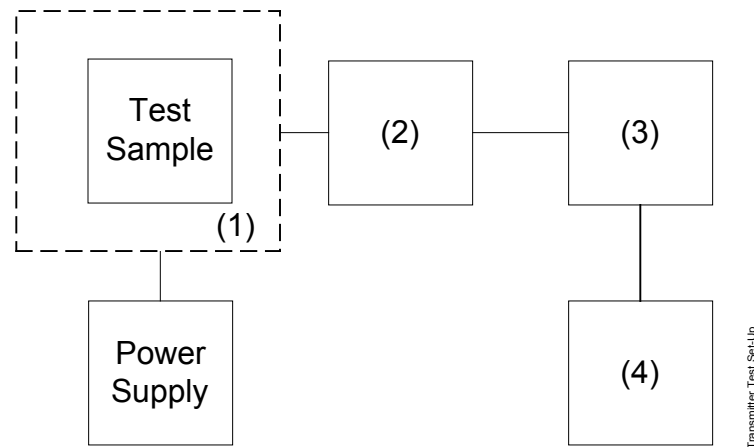 Test
Sample
(1)
(2)
(3)
Power
Supply
(4)
Transmitter Test Set-Up